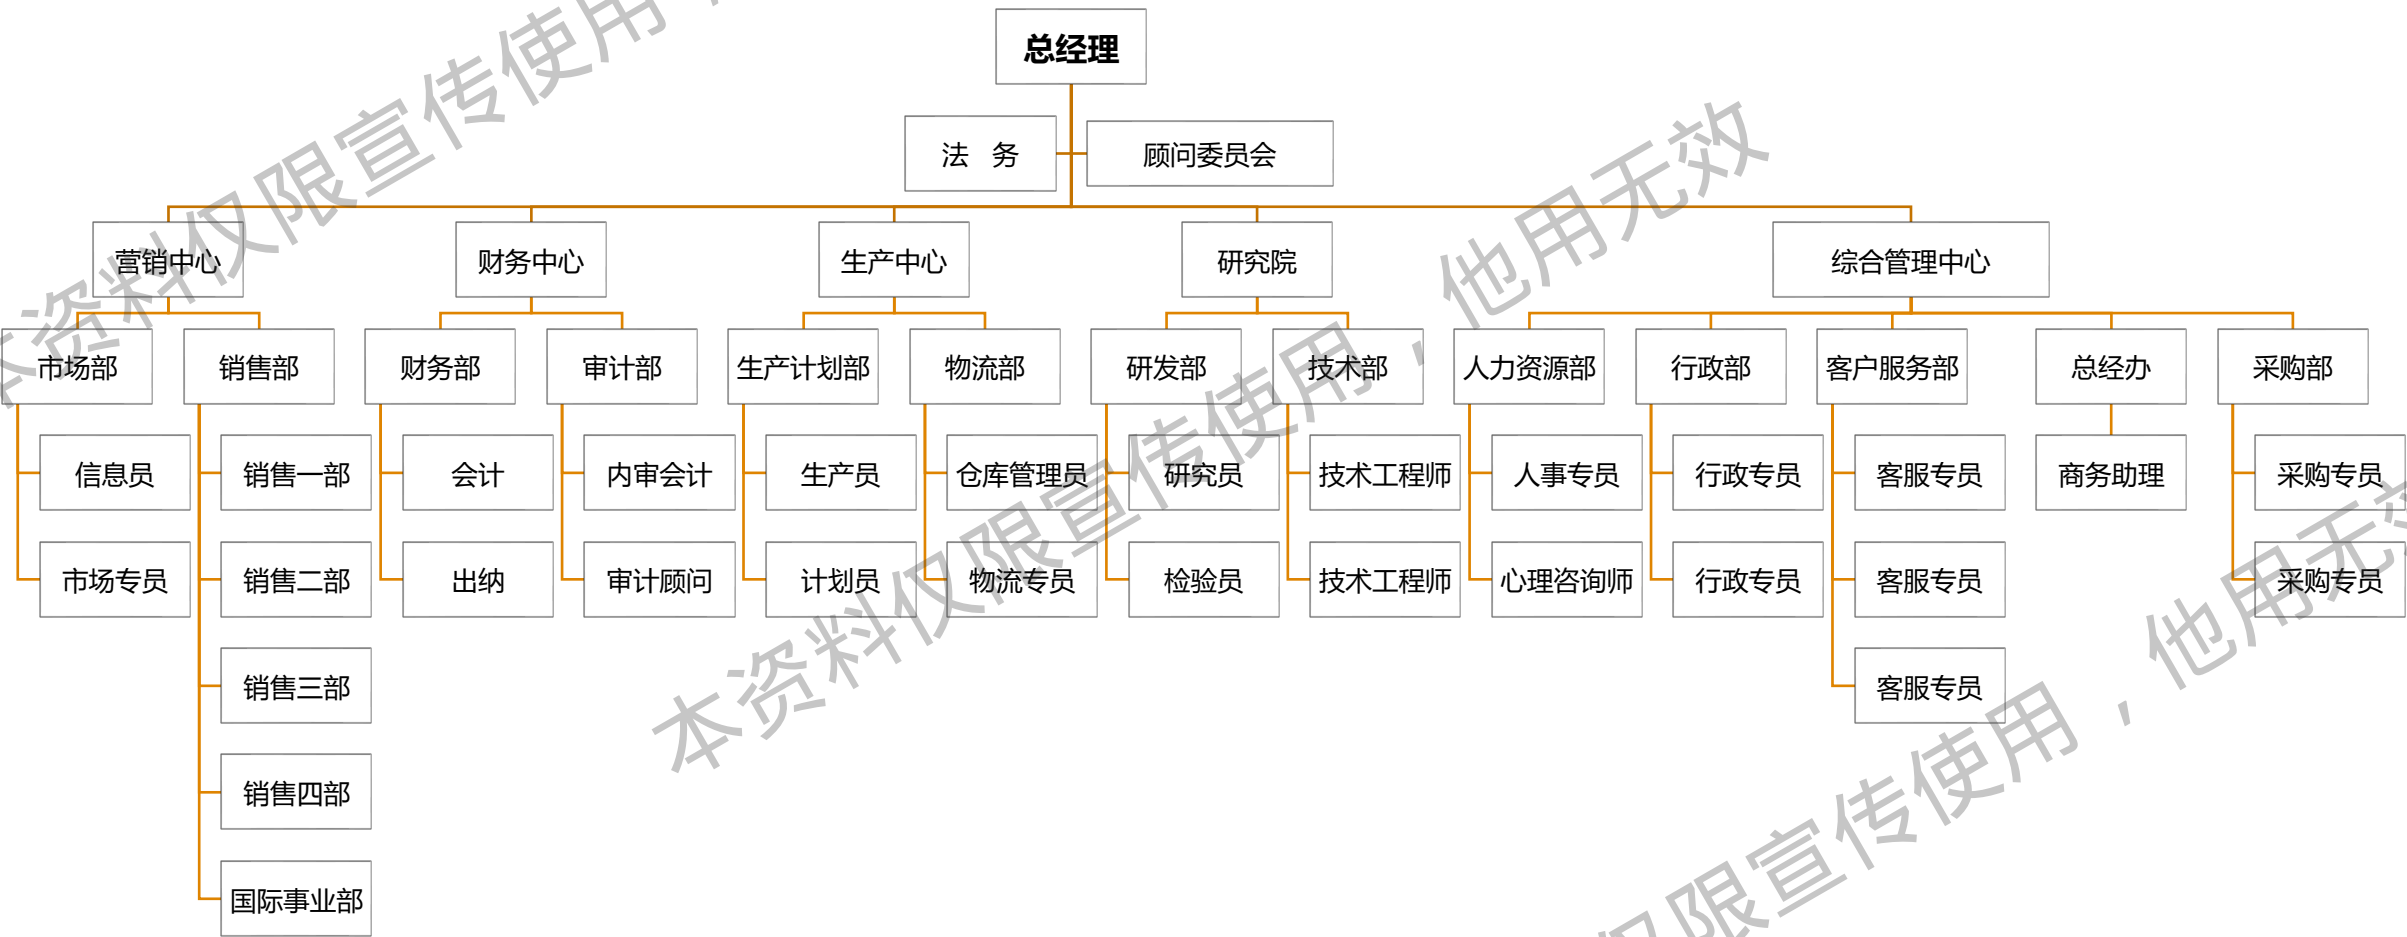 总经理
法 务
顾问委员会
营销中心
财务中心
生产中心
研究院
综合管理中心
市场部
销售部
财务部
审计部
生产计划部
物流部
研发部
技术部
人力资源部
行政部
客户服务部
总经办
采购部
信息员
销售一部
会计
内审会计
生产员
仓库管理员
研究员
技术工程师
人事专员
行政专员
客服专员
商务助理
采购专员
市场专员
销售二部
出纳
审计顾问
计划员
物流专员
检验员
技术工程师
心理咨询师
行政专员
客服专员
采购专员
销售三部
客服专员
销售四部
国际事业部
本资料仅限宣传使用，
本资料仅限宣传使用，他用无效
仅限宣传使用，他用无效